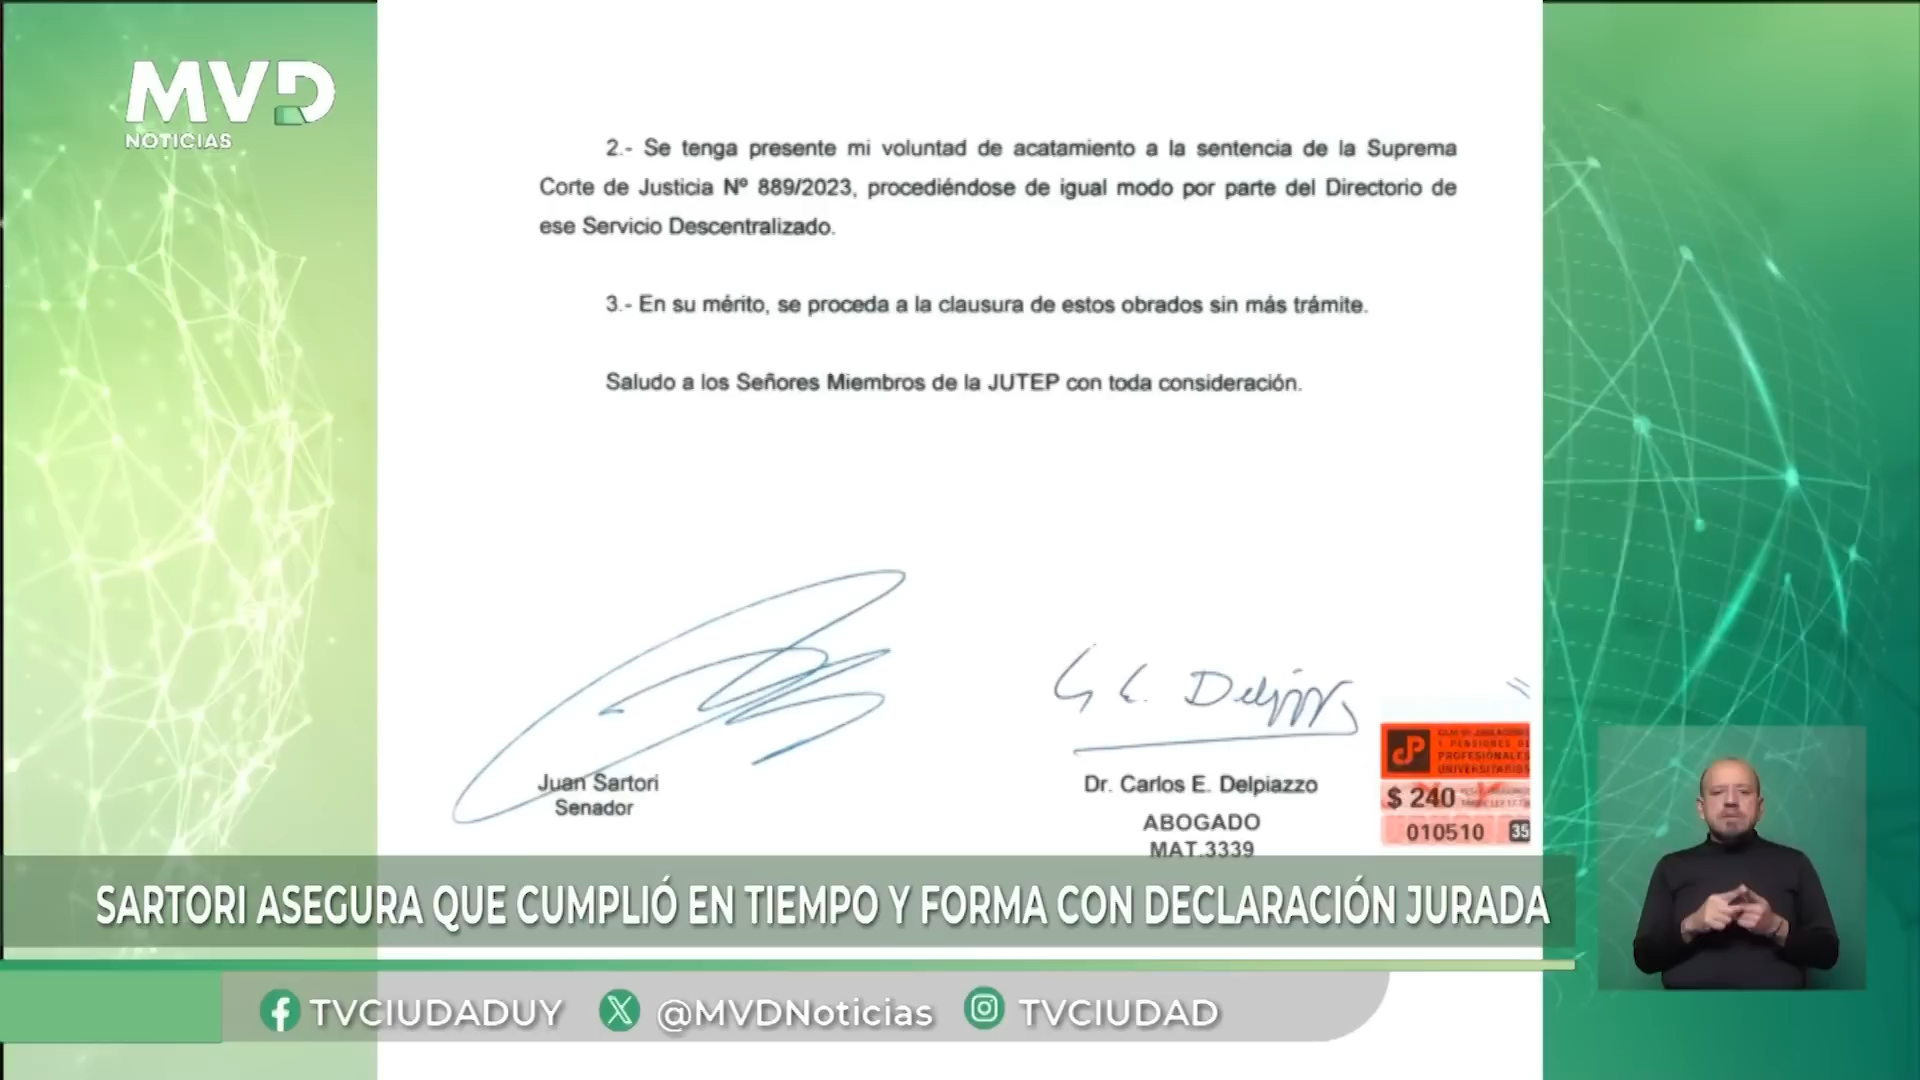 MVD
NOTICIAS
2.- Se tenga presente mi voluntad de acatamiento a la sentencia de la Suprema
Corte de Justicia Nº 889/2023, procediéndose de igual modo por parte del Directorio de
ese Servicio Descentralizado.
3.- En su mérito, se proceda a la clausura de estos obrados sin más trámite.
Saludo a los Señores Miembros de la JUTEP con toda consideración.
Juan Sartori
Senador
Dr. Carlos E. Delpiazzo
ABOGADO
MAT.3339
Y PENSIONES DE
PROFESIONALES
UNIVERSITARIOS
$ 240
010510 35
SARTORI ASEGURA QUE CUMPLIÓ EN TIEMPO Y FORMA CON DECLARACIÓN JURADA
TVCIUDADUY @MVDNoticias TVCIUDAD